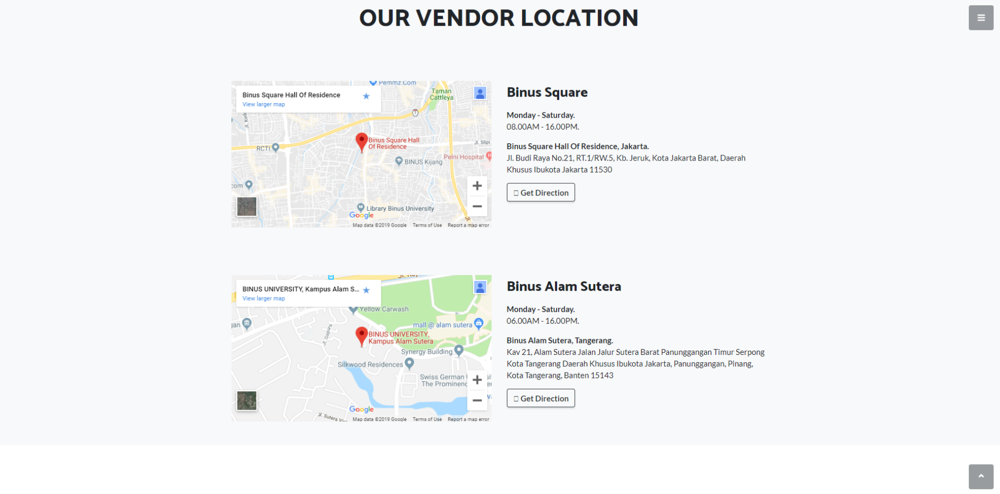 OUR VENDOR LOCATION
Pemmz.Com
Binus Square Hall Of Residence
View larger map
Taman
Cattleya
Jl. Slipi
Binus Square Hall
Of Residence
RCTI
Pelni Hospital
BINUS Kijang
com
Library Binus University
Jl
Google
Map data ©2019 Google Terms of Use Report a map error
Binus Square
Monday - Saturday.
08.00AM - 16.00PM.
Binus Square Hall Of Residence, Jakarta.
Jl. Budi Raya No.21, RT.1/RW.5, Kb. Jeruk, Kota Jakarta Barat, Daerah
Khusus Ibukota Jakarta 11530
Get Direction
BINUS UNIVERSITY, Kampus Alam S...
View larger map
Yellow Carwash
gan
mall @ alam sutera
Jl. Gapura
BINUS UNIVERSITY,
Kampus Alam Sutera
Synergy Building
Silkwood Residences
Swiss German
The Prominenc
Jl. Sutera
Google
Map data ©2019 Google Terms of Use Report a map error
Binus Alam Sutera
Monday - Saturday.
06.00AM - 16.00PM.
Binus Alam Sutera, Tangerang.
Kav 21, Alam Sutera Jalan Jalur Sutera Barat Panunggangan Timur Serpong
Kota Tangerang Daerah Khusus Ibukota Jakarta, Panunggangan, Pinang,
Kota Tangerang, Banten 15143
Get Direction